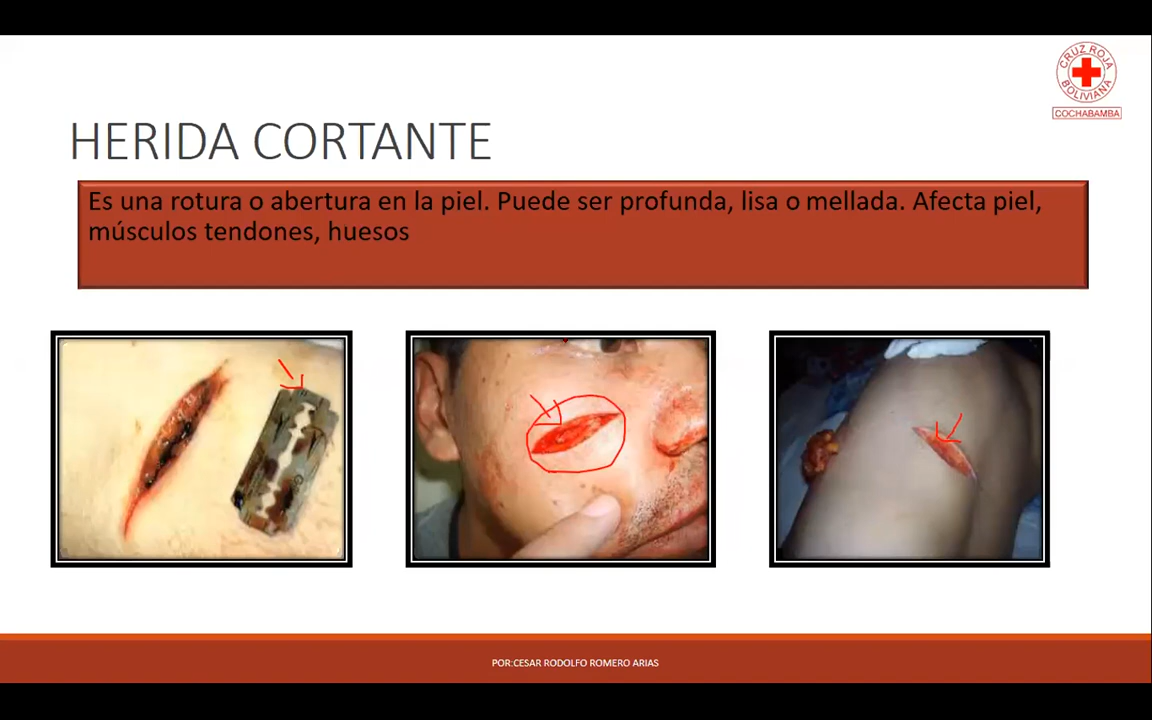 CRUZ ROJA
BOLIVIANA
COCHABAMBA
HERIDA CORTANTE
Es una rotura o abertura en la piel. Puede ser profunda, lisa o mellada. Afecta piel,
músculos tendones, huesos
POR:CESAR RODOLFO ROMERO ARIAS